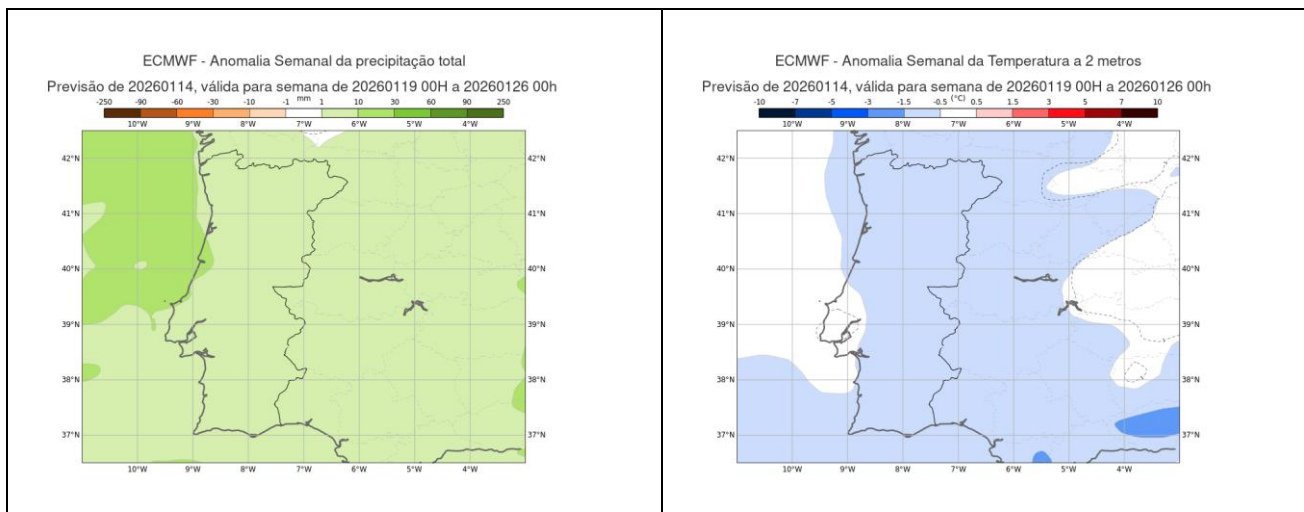 ECMWF - Anomalia Semanal da precipitação total
Previsão de 20260114, válida para semana de 20260119 00H a 20260126 00h
-250 -90 -60 -30 -10 -1 mm 1 10 30 60 90 250
10°W 9°W 8°W 7°W 6°W 5°W 4°W
42°N 42°N
41°N 41°N
40°N 40°N
39°N 39°N
38°N 38°N
37°N 37°N
10°W 9°W 8°W 7°W 6°W 5°W 4°W
ECMWF - Anomalia Semanal da Temperatura a 2 metros
Previsão de 20260114, válida para semana de 20260119 00H a 20260126 00h
-10 -7 -5 -3 -1.5 -0.5 (°C) 0.5 1.5 3 5 7 10
10°W 9°W 8°W 7°W 6°W 5°W 4°W
42°N 42°N
41°N 41°N
40°N 40°N
39°N 39°N
38°N 38°N
37°N 37°N
10°W 9°W 8°W 7°W 6°W 5°W 4°W